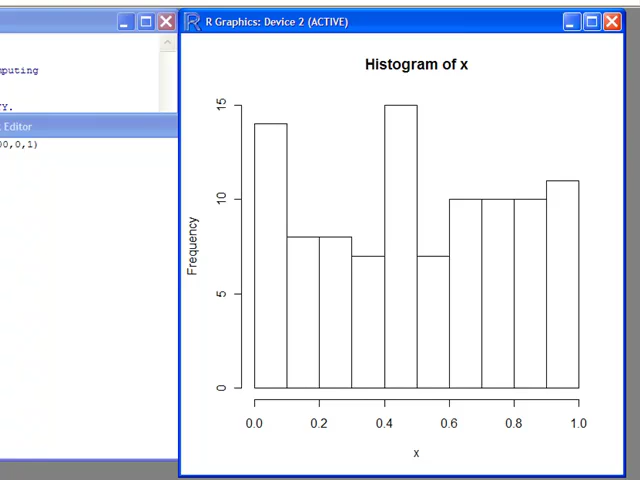 R R Graphics: Device 2 (ACTIVE)
mputing
Y.
Editor
00,0,1)
Histogram of x
Frequency
15
10
5
0
0.0 0.2 0.4 0.6 0.8 1.0
x